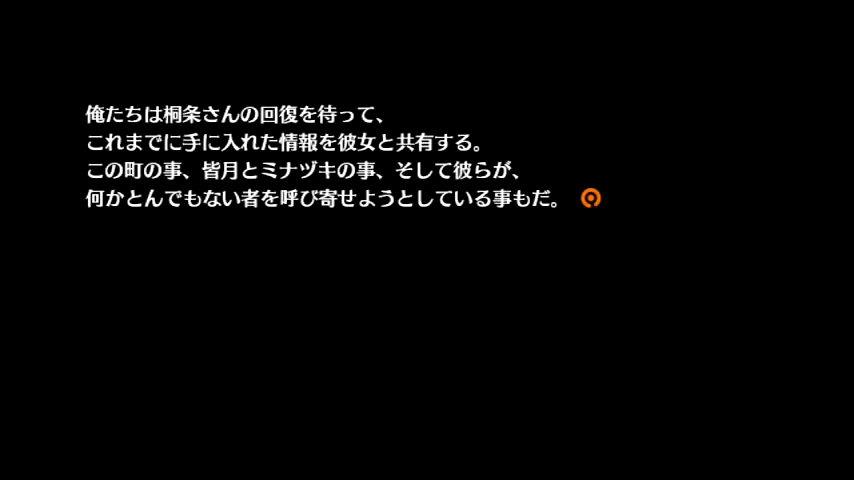 俺たちは桐条さんの回復を待って、
これまでに手に入れた情報を彼女と共有する。
この町の事、皆月とミナヅキの事、そして彼らが、
何かとんでもない者を呼び寄せようとしている事もだ。